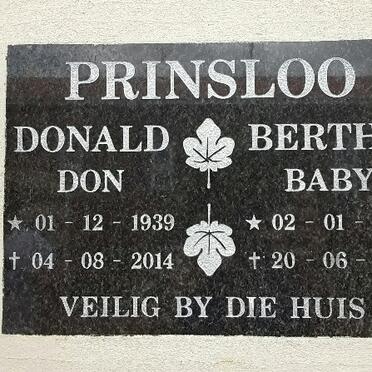 PRINSLOO
DONALD BERTH
DON BABY
★ 01 - 12 - 1939 ★ 02 - 01 -
† 04 - 08 - 2014 † 20 - 06 -
VEILIG BY DIE HUIS